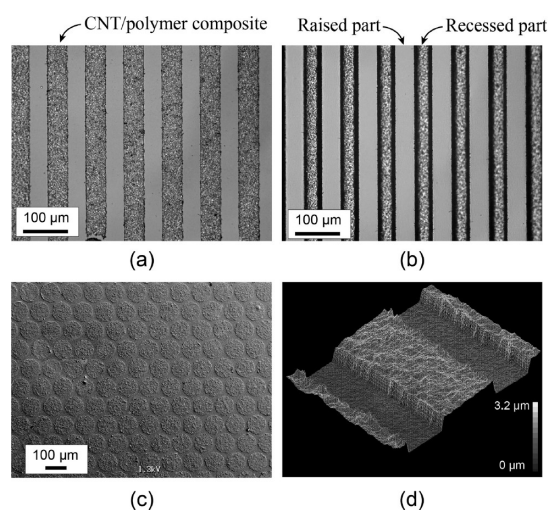 CNT/polymer composite
Raised part
Recessed part
100 µm
100 µm
(a)
(b)
100 µm
1.3kV
3.2 µm
0 µm
(c)
(d)